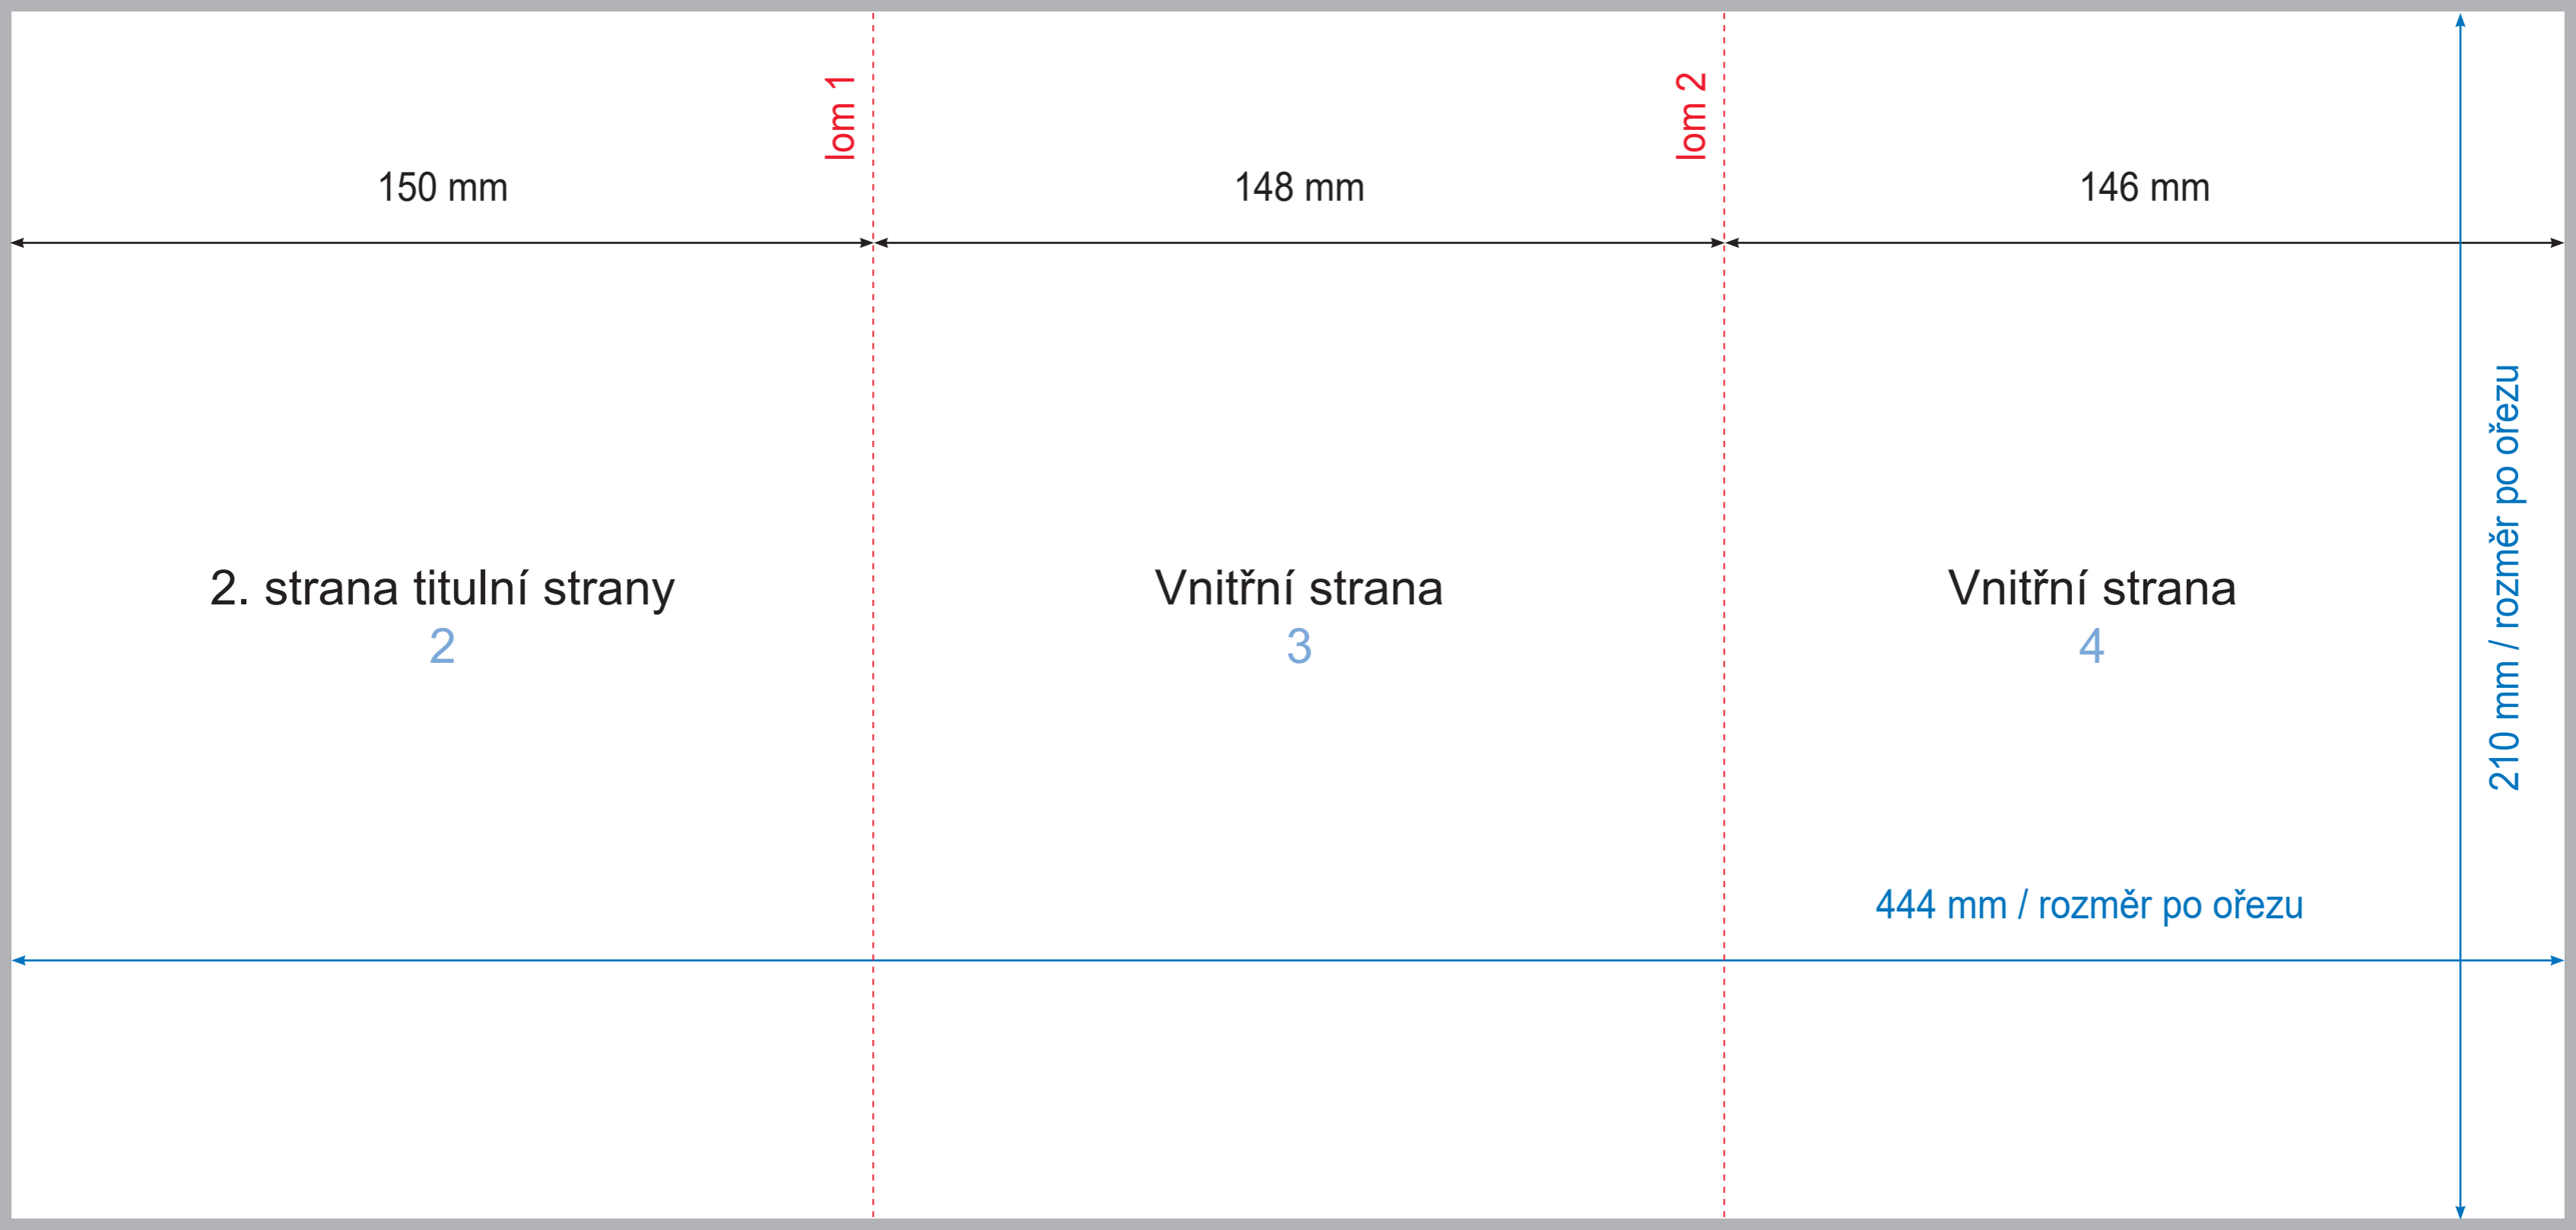 lom 1
lom 2
150 mm
148 mm
146 mm
2. strana titulní strany
2
Vnitřní strana
3
Vnitřní strana
4
210 mm / rozměr po ořezu
444 mm / rozměr po ořezu